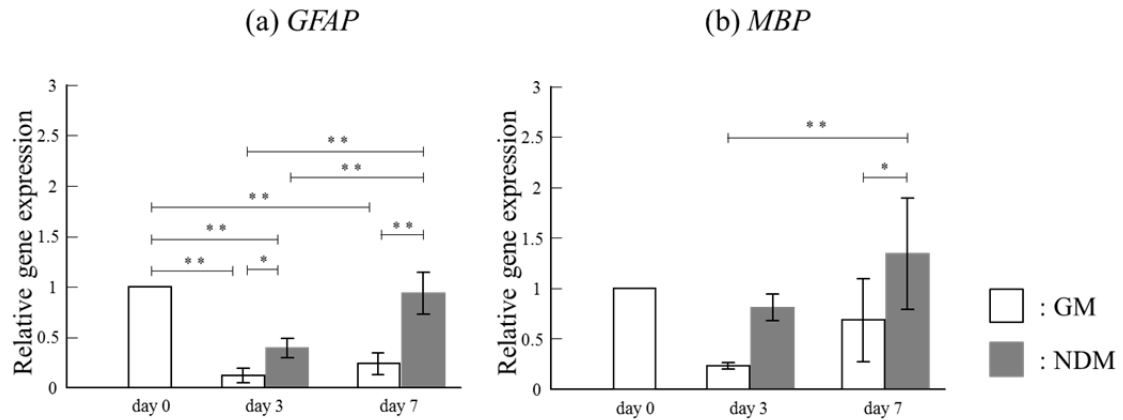 (a) GFAP
Relative gene expression
3
2.5
2
1.5
1
0.5
0
* *
* *
* *
* *
* *
* *
*
day 0
day 3
day 7
(b) MBP
Relative gene expression
3
2.5
2
1.5
1
0.5
0
* *
*
day 0
day 3
day 7
: GM
: NDM